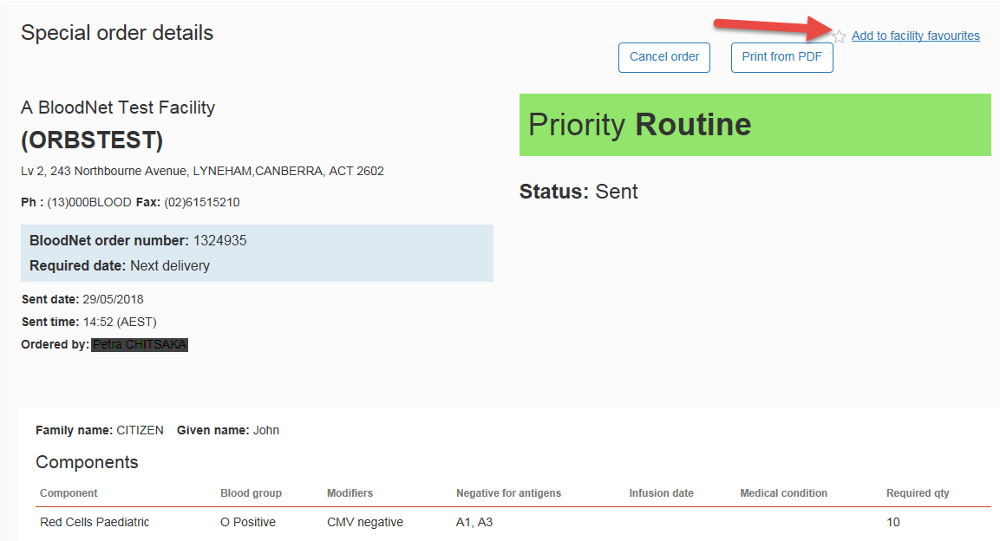 Special order details
Add to facility favourites
Cancel order Print from PDF
A BloodNet Test Facility
Priority Routine
(ORBSTEST)
Lv 2, 243 Northbourne Avenue, LYNEHAM,CANBERRA, ACT 2602
Status: Sent
Ph : (13)000BLOOD Fax: (02)61515210
BloodNet order number: 1324935
Required date: Next delivery
Sent date: 29/05/2018
Sent time: 14:52 (AEST)
Ordered by:
Family name: CITIZEN Given name: John
Components
Component Blood group Modifiers Negative for antigens Infusion date Medical condition Required qty
Red Cells Paediatric O Positive CMV negative A1, A3 10